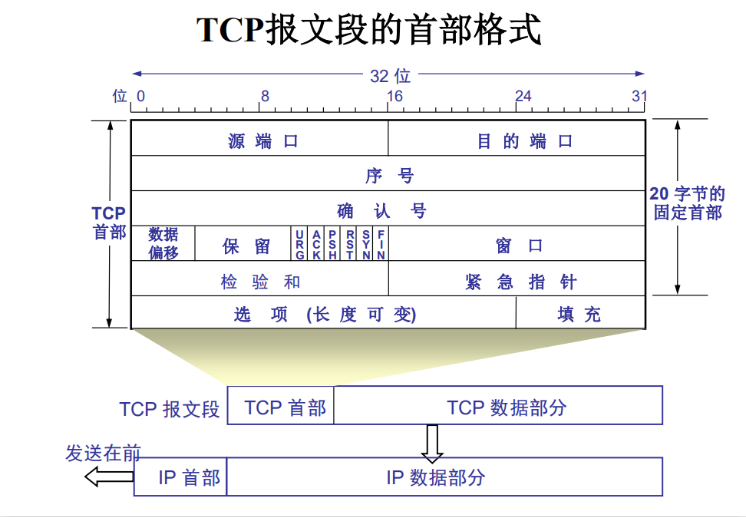 TCP报文段的首部格式
32 位
位 0 8 16 24 31
源 端 口 目 的 端 口
序 号
确 认 号
TCP
首部
20 字节的
固定首部
数据
偏移
保 留
URG
ACK
PSH
RST
SYN
FIN
窗 口
检 验 和 紧 急 指 针
选 项 (长 度 可 变) 填 充
TCP 报文段 TCP 首部 TCP 数据部分
发送在前
IP 首部 IP 数据部分